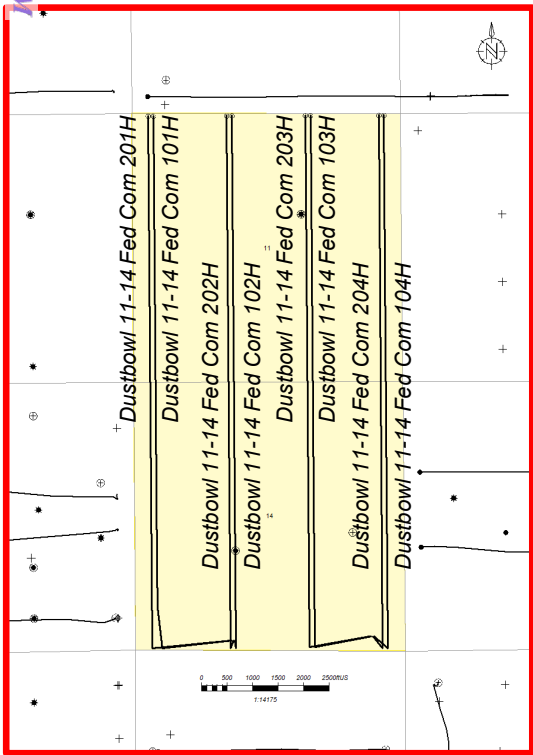 N
Dustbowl 11-14 Fed Com 201H
Dustbowl 11-14 Fed Com 101H
Dustbowl 11-14 Fed Com 202H
Dustbowl 11-14 Fed Com 102H
Dustbowl 11-14 Fed Com 203H
Dustbowl 11-14 Fed Com 103H
Dustbowl 11-14 Fed Com 204H
Dustbowl 11-14 Fed Com 104H
11
14
0 500 1000 1500 2000 2500ftUS
1:14175